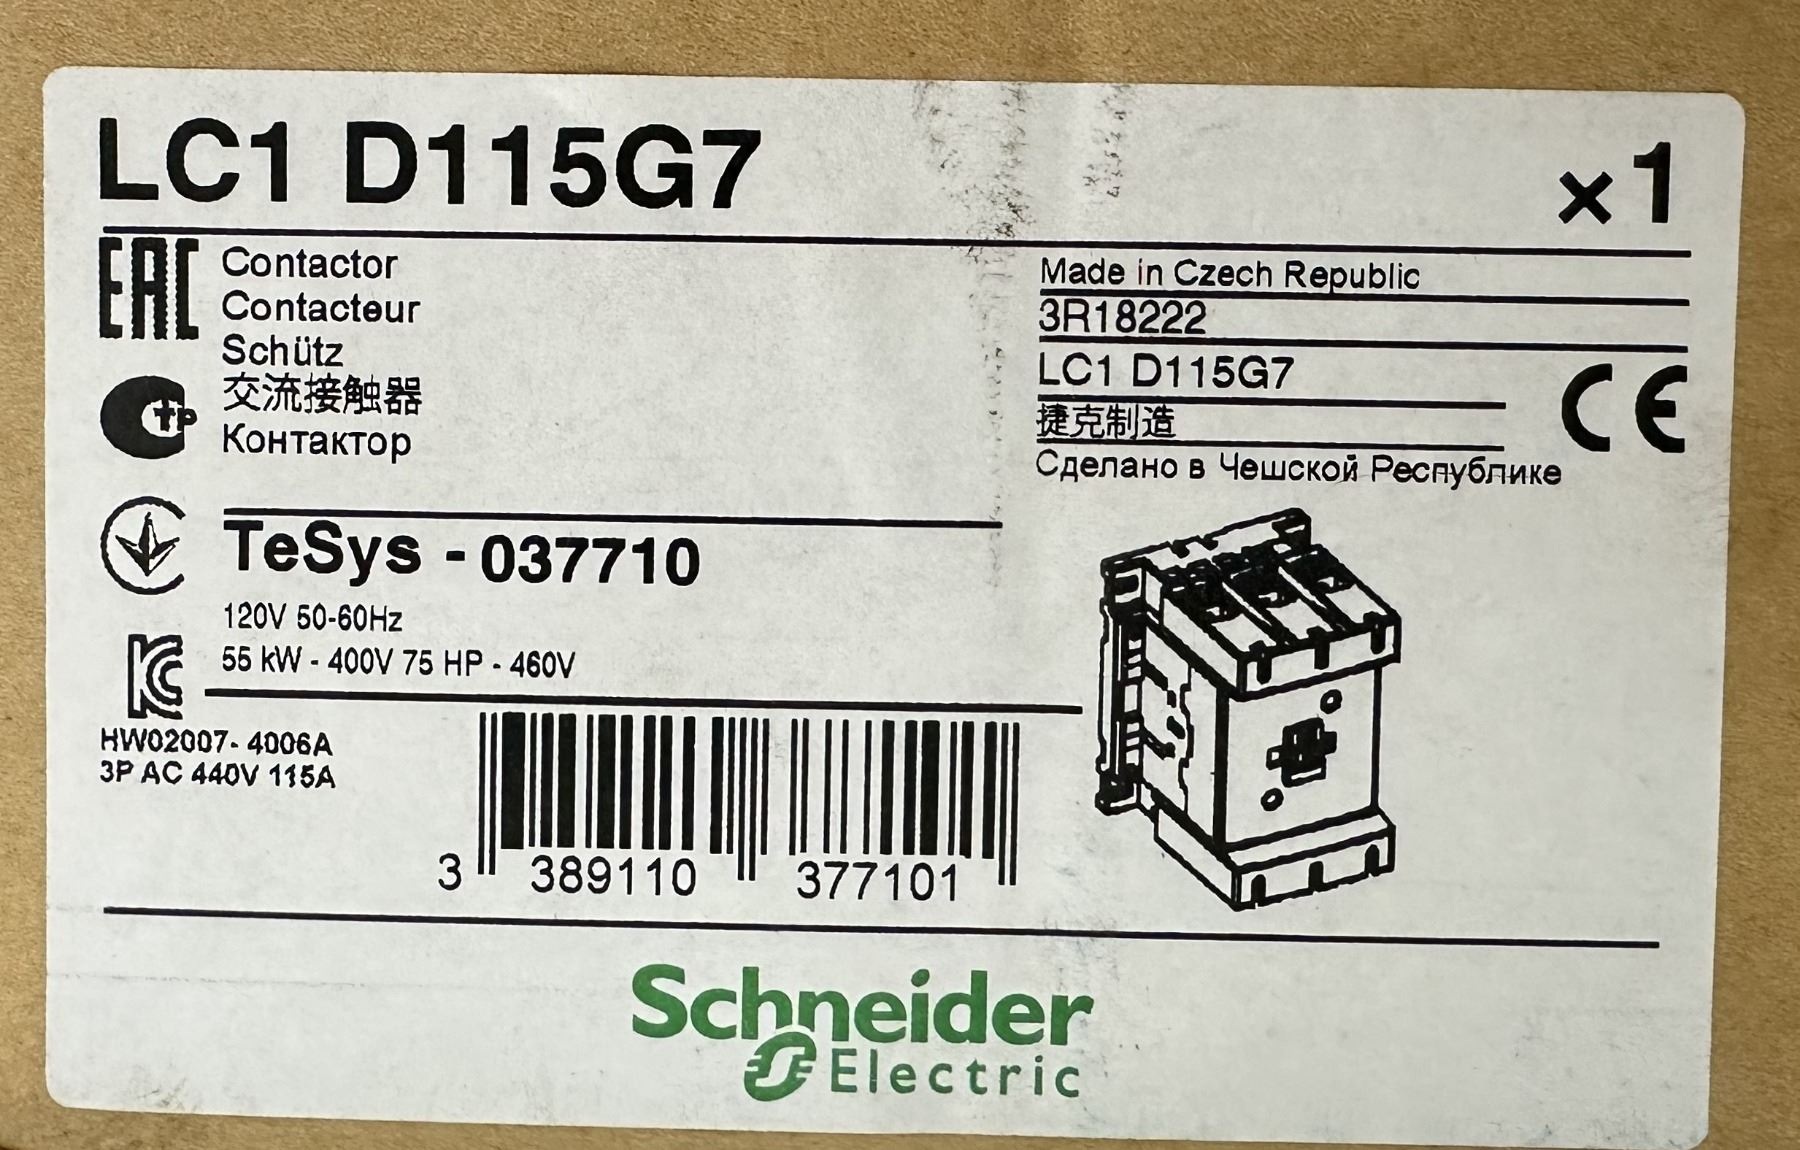 LC1 D115G7
×1
EAC
Contactor
Contacteur
Schütz
交流接触器
Контактор
Made in Czech Republic
3R18222
LC1 D115G7
捷克制造
Сделано в Чешской Республике
CE
TeSys - 037710
120V 50-60Hz
55 kW - 400V 75 HP - 460V
HW02007- 4006A
3P AC 440V 115A
3 389110 377101
Schneider
Electric